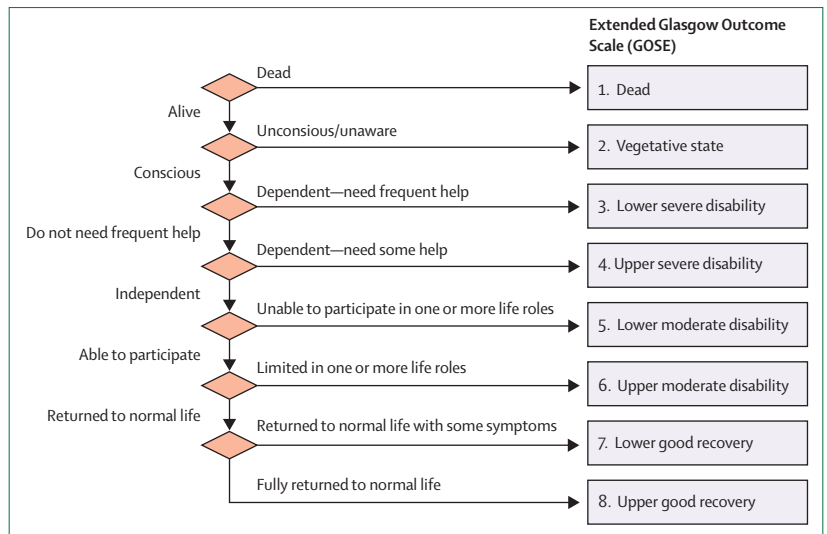 Extended Glasgow Outcome
Scale (GOSE)
Dead
1. Dead
Alive
Unconsious/unaware
2. Vegetative state
Conscious
Dependent—need frequent help
3. Lower severe disability
Do not need frequent help
Dependent—need some help
4. Upper severe disability
Independent
Unable to participate in one or more life roles
5. Lower moderate disability
Able to participate
Limited in one or more life roles
6. Upper moderate disability
Returned to normal life
Returned to normal life with some symptoms
7. Lower good recovery
Fully returned to normal life
8. Upper good recovery